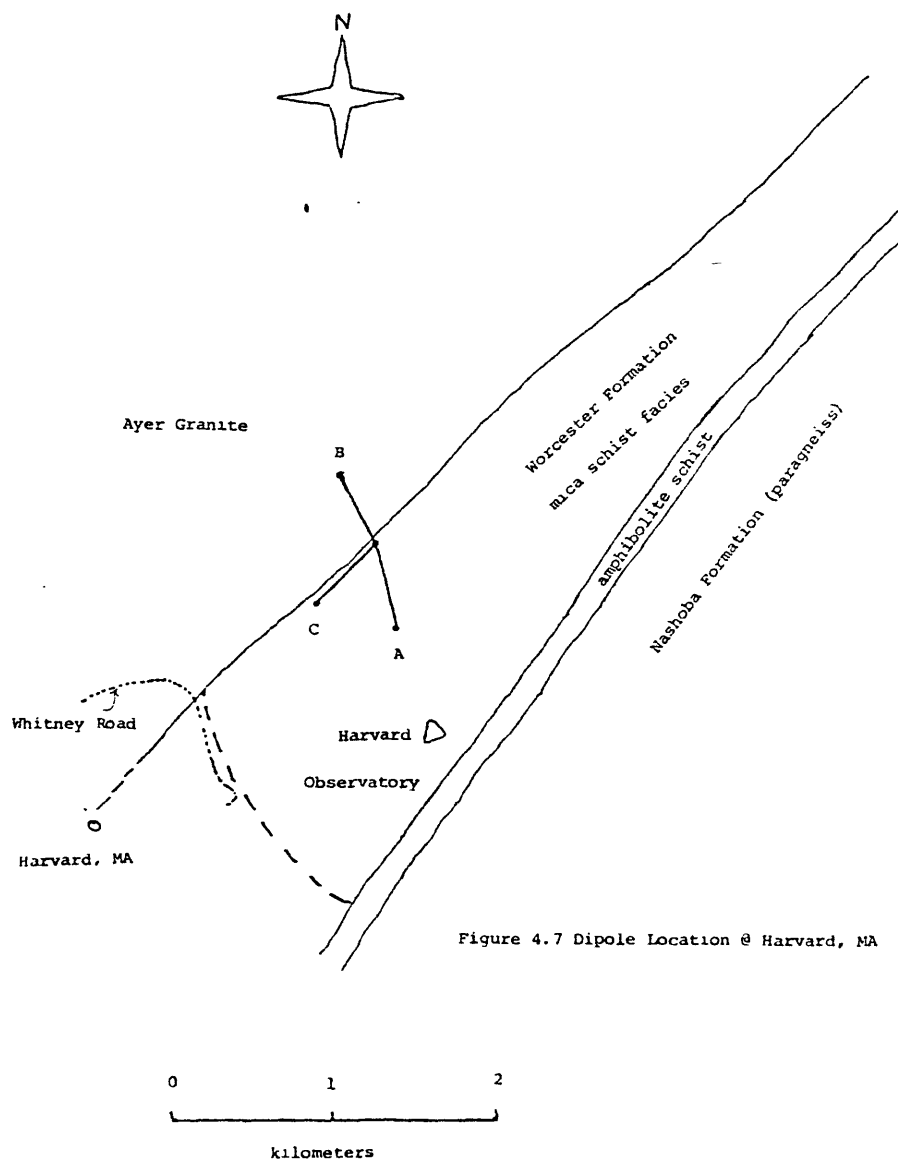 N
Ayer Granite
B
Worcester Formation
mica schist facies
amphibolite schist
Nashoba Formation (paragneiss)
C
A
Whitney Road
Harvard
Observatory
Harvard, MA
Figure 4.7 Dipole Location @ Harvard, MA
0 1 2
kilometers